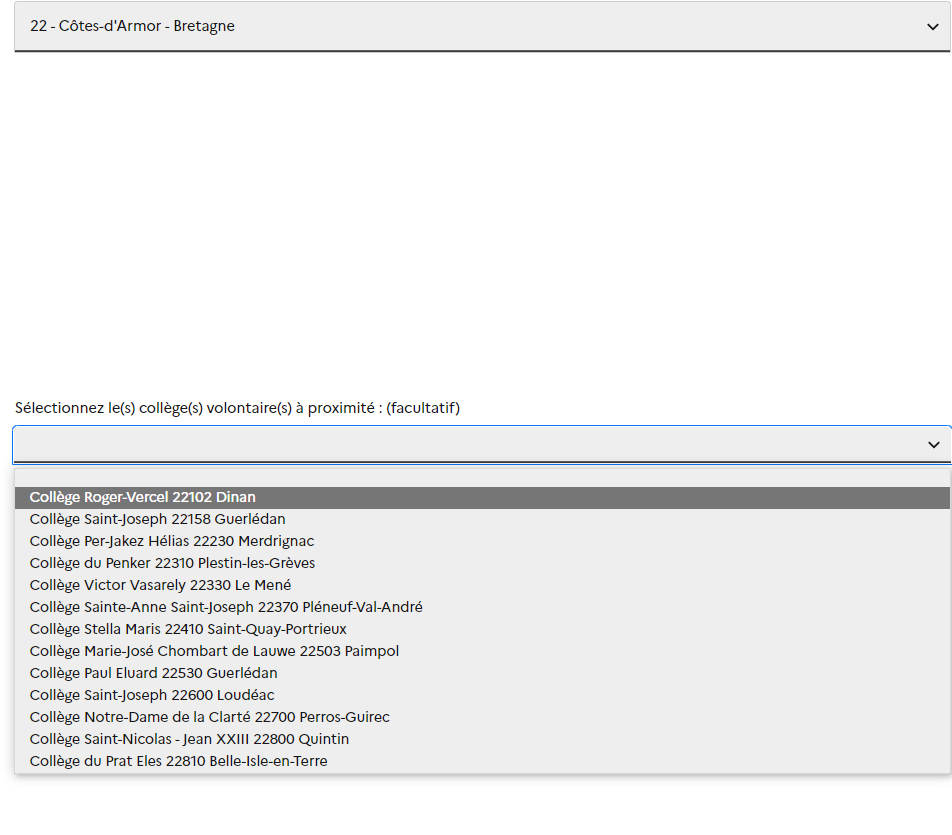 22 - Côtes-d'Armor - Bretagne
Sélectionnez le(s) collège(s) volontaire(s) à proximité : (facultatif)
Collège Roger-Vercel 22102 Dinan
Collège Saint-Joseph 22158 Guerlédan
Collège Per-Jakez Hélias 22230 Merdrignac
Collège du Penker 22310 Plestin-les-Grèves
Collège Victor Vasarely 22330 Le Mené
Collège Sainte-Anne Saint-Joseph 22370 Pléneuf-Val-André
Collège Stella Maris 22410 Saint-Quay-Portrieux
Collège Marie-José Chombart de Lauwe 22503 Paimpol
Collège Paul Eluard 22530 Guerlédan
Collège Saint-Joseph 22600 Loudéac
Collège Notre-Dame de la Clarté 22700 Perros-Guirec
Collège Saint-Nicolas - Jean XXIII 22800 Quintin
Collège du Prat Eles 22810 Belle-Isle-en-Terre